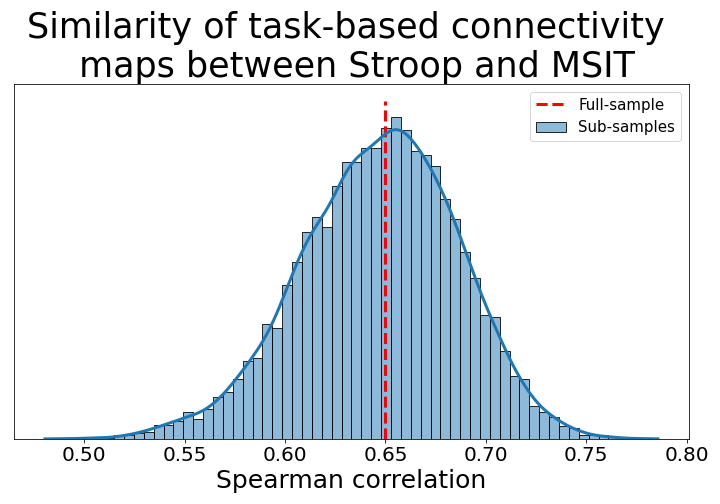 Similarity of task-based connectivity
maps between Stroop and MSIT
Full-sample
Sub-samples
0.50 0.55 0.60 0.65 0.70 0.75 0.80
Spearman correlation